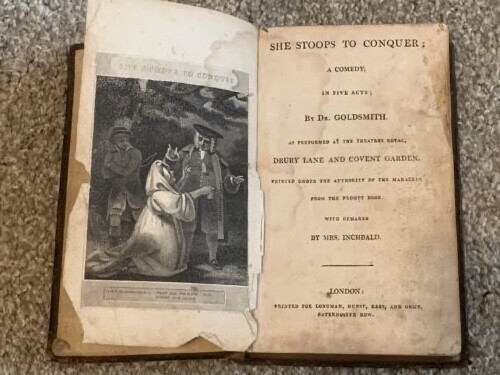 SHE STOOPS TO CONQUER
SHE STOOPS TO CONQUER;
A COMEDY,
IN FIVE ACTS;
BY DR. GOLDSMITH.
AS PERFORMED AT THE THEATRES ROYAL,
DRURY LANE AND COVENT GARDEN.
PRINTED UNDER THE AUTHORITY OF THE MANAGERS
FROM THE PROMPT BOOK.
WITH REMARKS
BY MRS. INCHBALD.
LONDON:
PRINTED FOR LONGMAN, HURST, REES, AND ORME,
PATERNOSTER ROW.